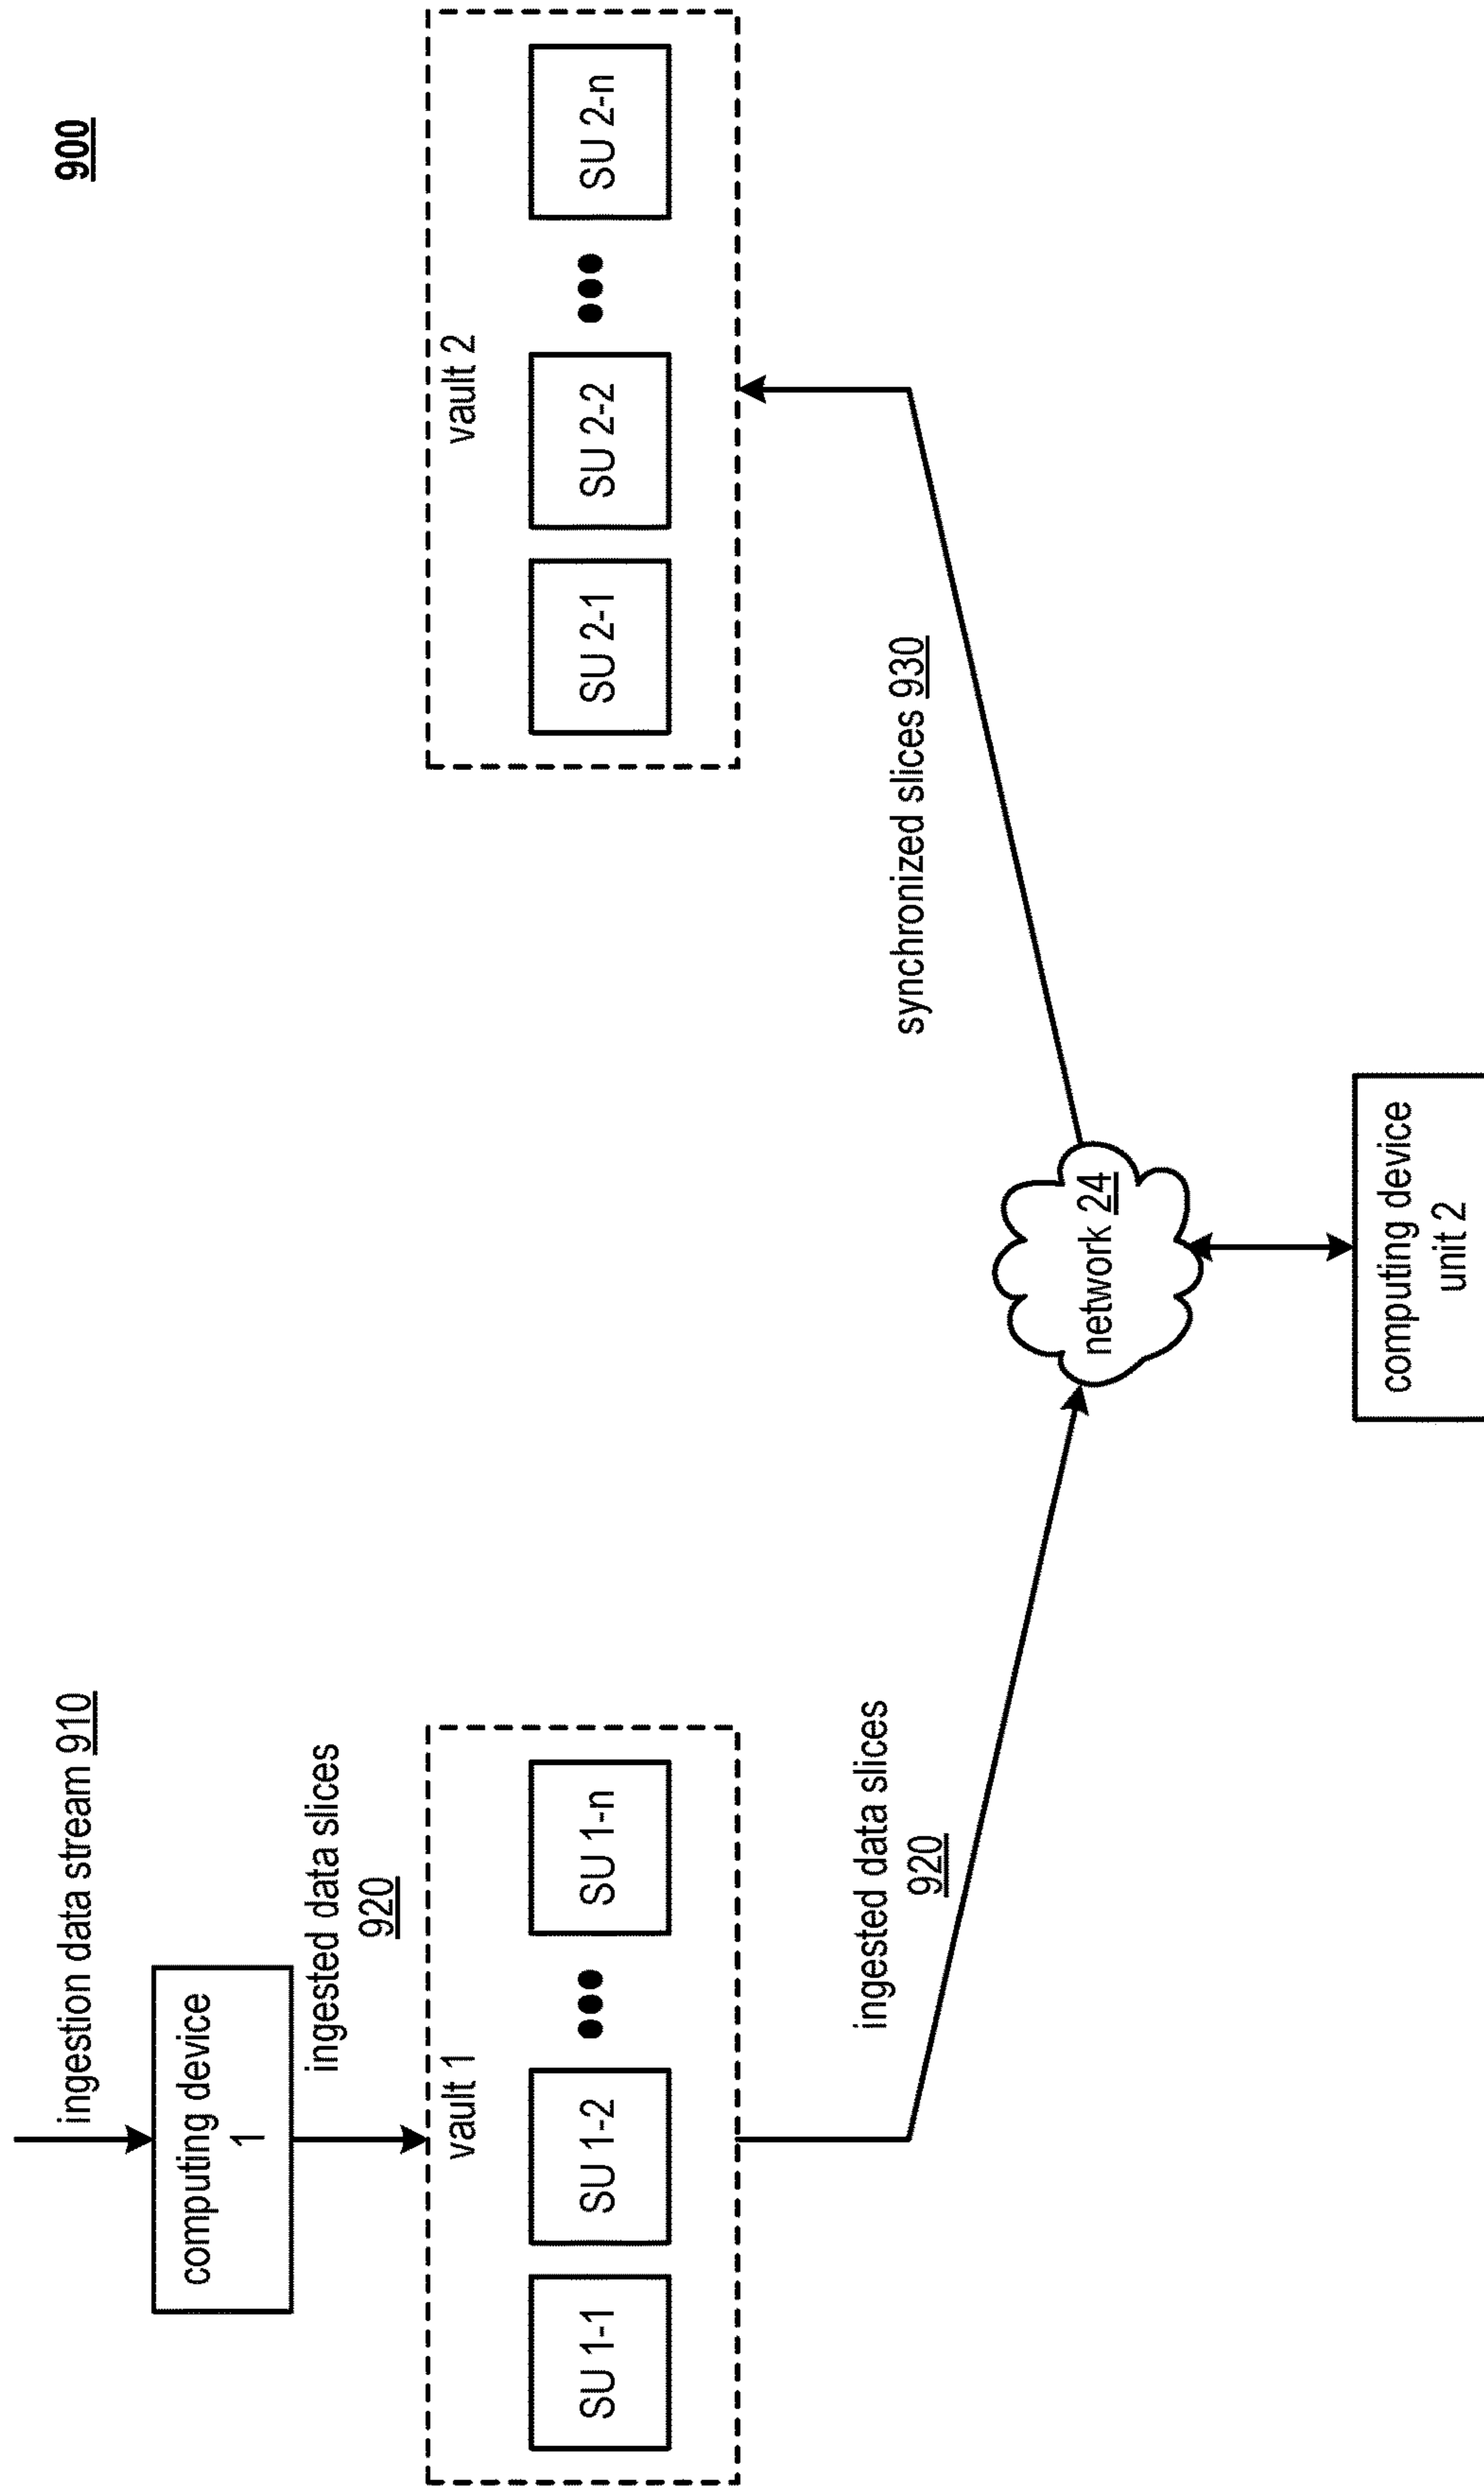 900
ingestion data stream 910
computing device
1
ingested data slices
920
vault 1
SU 1-1
SU 1-2
SU 1-n
vault 2
SU 2-1
SU 2-2
SU 2-n
ingested data slices
920
synchronized slices 930
network 24
computing device
unit 2